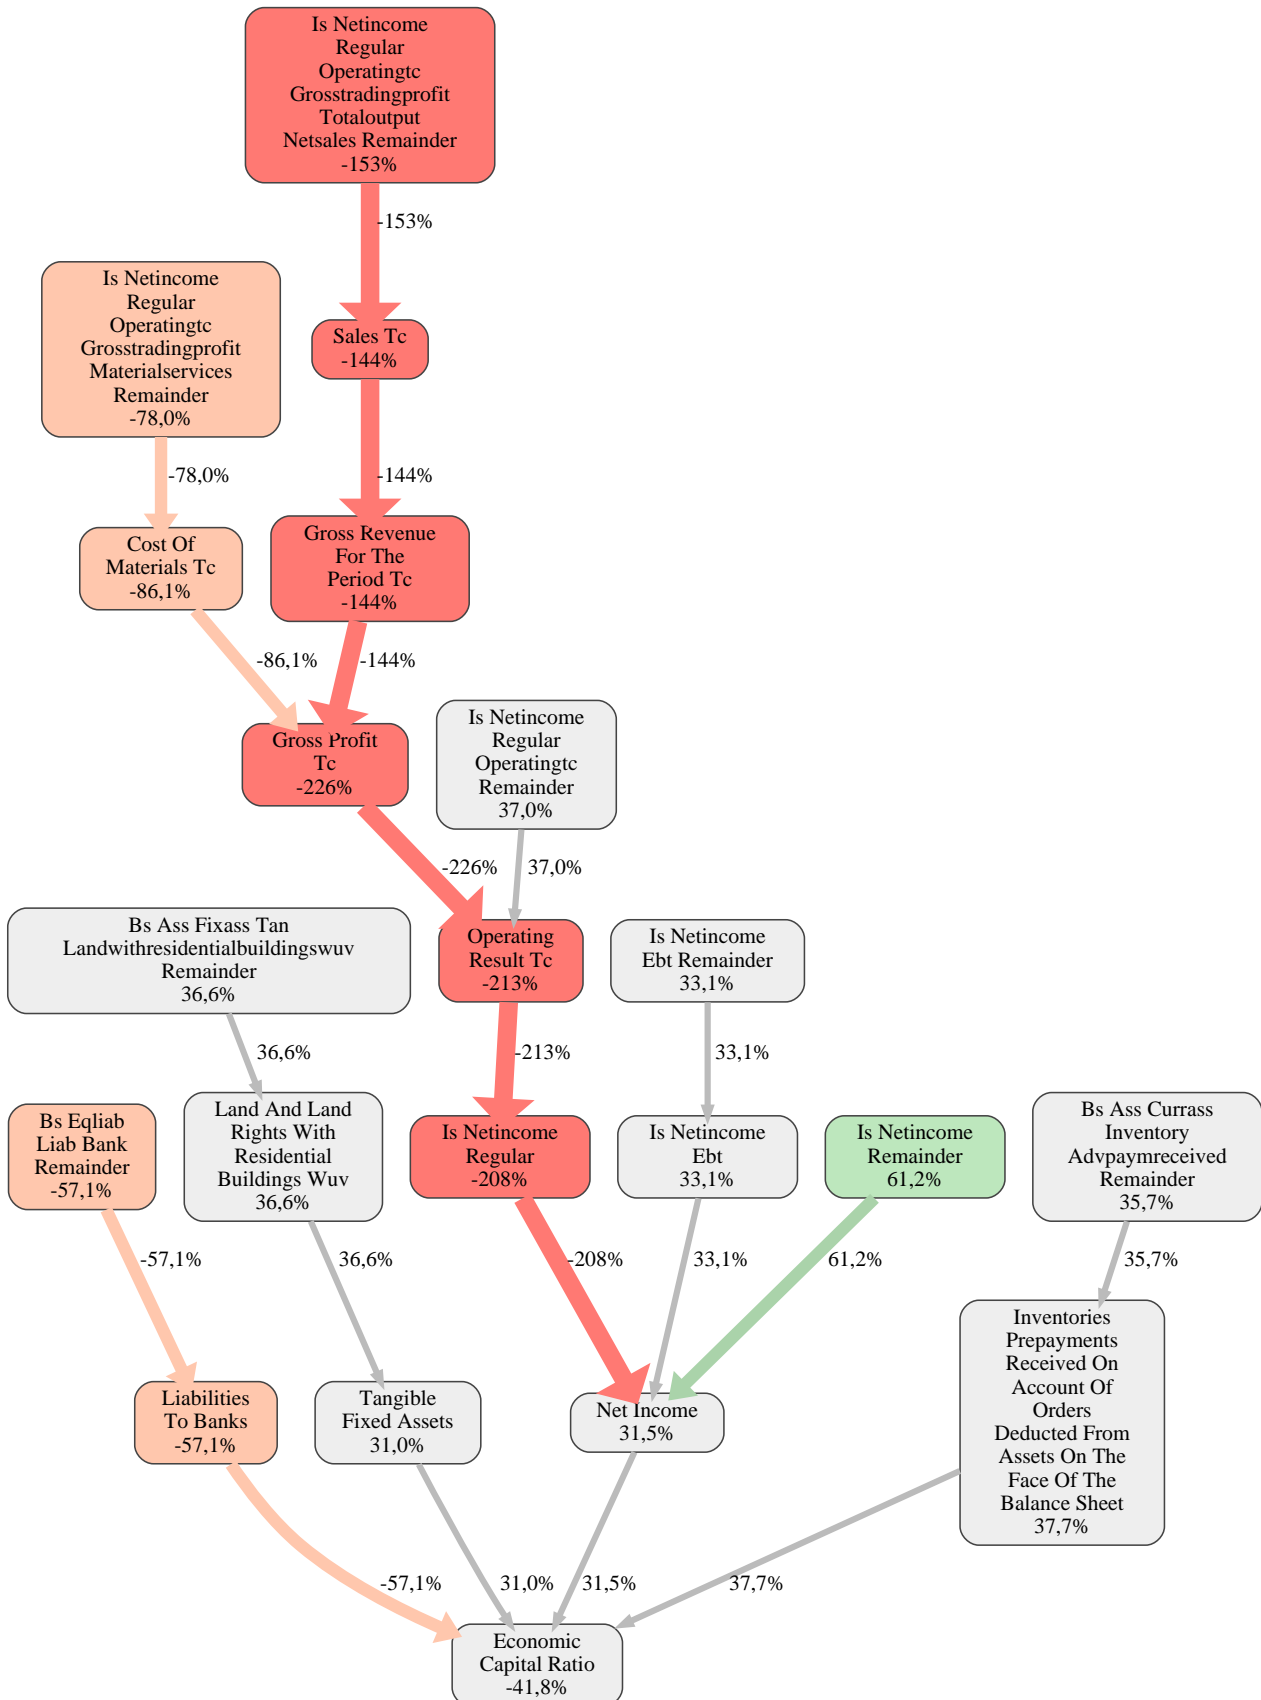 Is Netincome
Regular
Operatingtc
Grosstradingprofit
Totaloutput
Netsales Remainder
-153%
-153%
Is Netincome
Regular
Operatingtc
Grosstradingprofit
Materialservices
Remainder
-78,0%
Sales Tc
-144%
-78,0%
-144%
Cost Of
Materials Tc
-86,1%
Gross Revenue
For The
Period Tc
-144%
-86,1%
-144%
Gross Profit
Tc
-226%
Is Netincome
Regular
Operatingtc
Remainder
37,0%
-226%
37,0%
Bs Ass Fixass Tan
Landwithresidentialbuildingswuv
Remainder
36,6%
Operating
Result Tc
-213%
Is Netincome
Ebt Remainder
33,1%
36,6%
-213%
33,1%
Bs Eqliab
Liab Bank
Remainder
-57,1%
Land And Land
Rights With
Residential
Buildings Wuv
36,6%
Is Netincome
Regular
-208%
Is Netincome
Ebt
33,1%
Is Netincome
Remainder
61,2%
Bs Ass Currass
Inventory
Advpaymreceived
Remainder
35,7%
-57,1%
36,6%
-208%
33,1%
61,2%
35,7%
Liabilities
To Banks
-57,1%
Tangible
Fixed Assets
31,0%
Net Income
31,5%
Inventories
Prepayments
Received On
Account Of
Orders
Deducted From
Assets On The
Face Of The
Balance Sheet
37,7%
-57,1%
31,0%
31,5%
37,7%
Economic
Capital Ratio
-41,8%